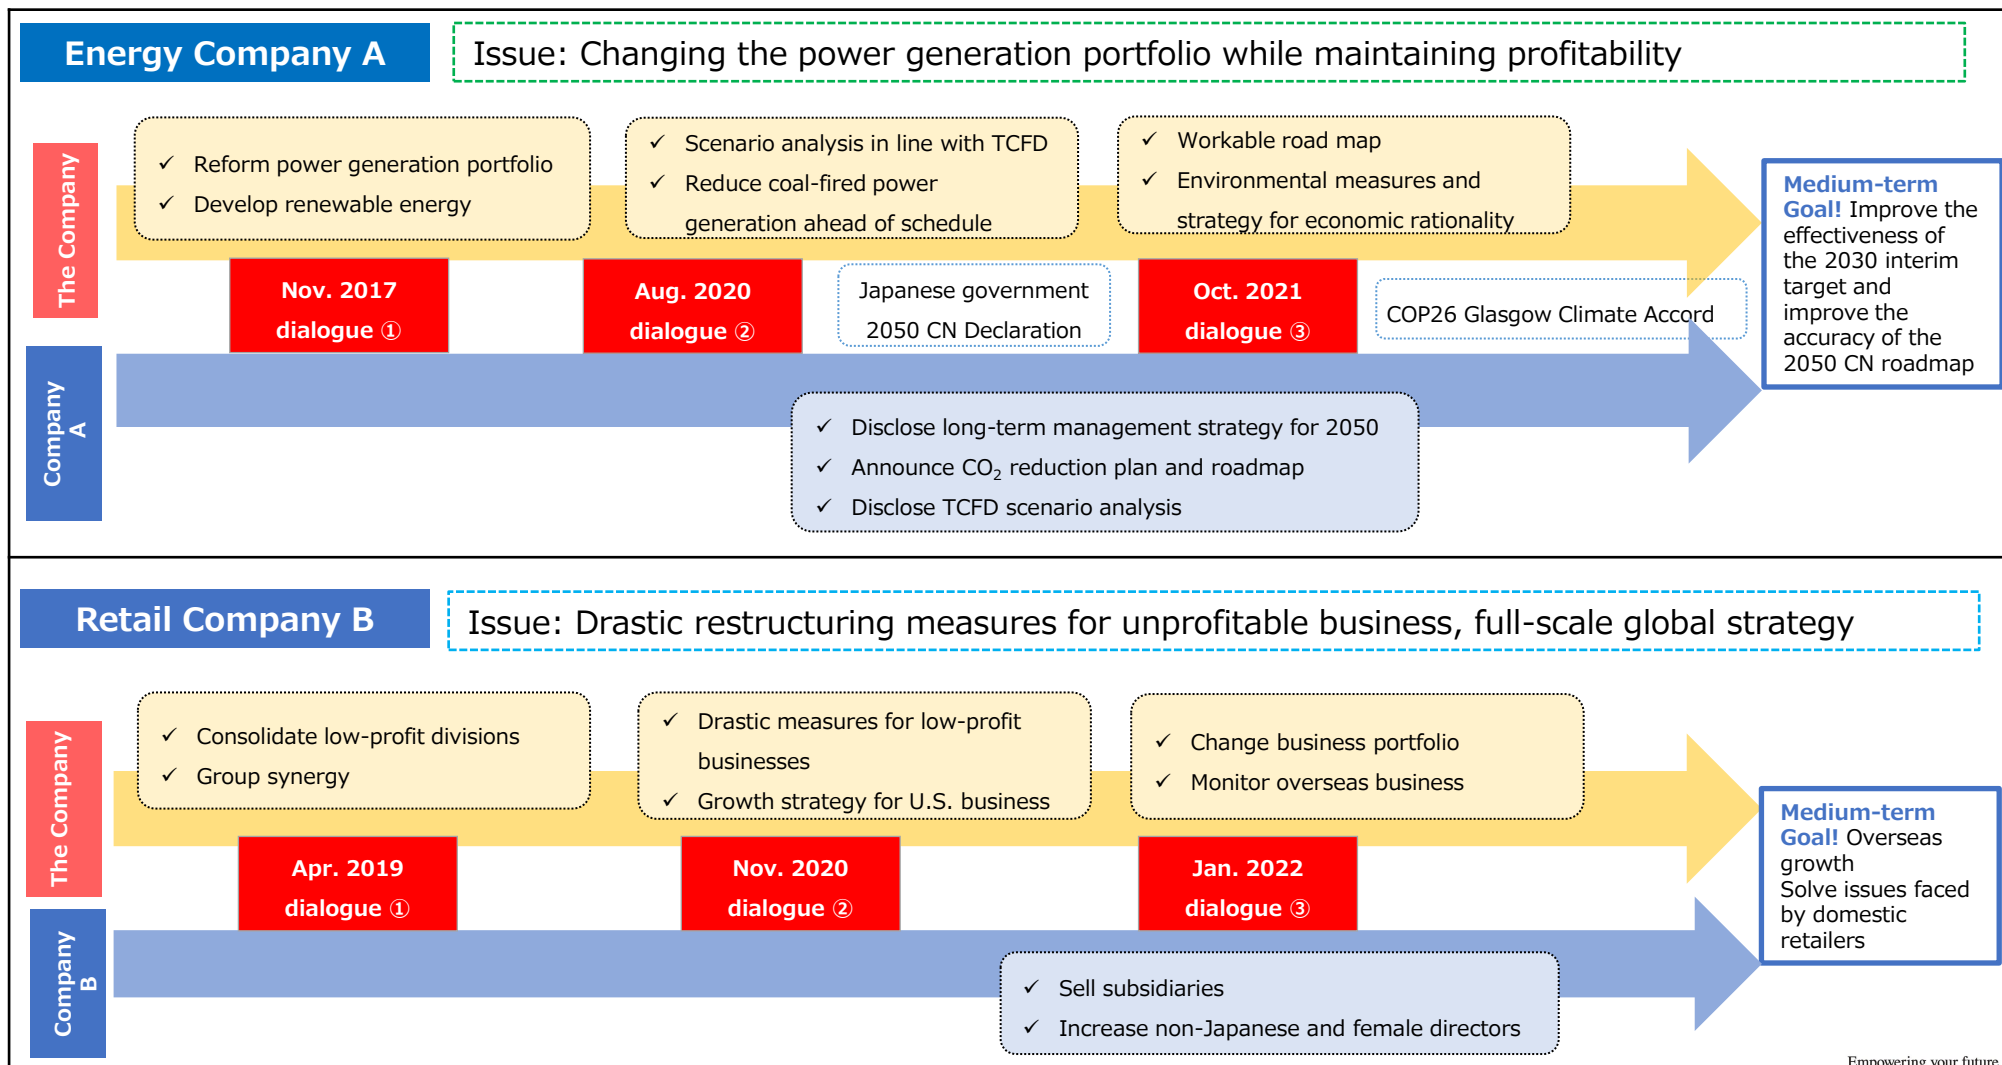 Energy Company A
Issue: Changing the power generation portfolio while maintaining profitability
The Company
✓ Reform power generation portfolio
✓ Develop renewable energy
✓ Scenario analysis in line with TCFD
✓ Reduce coal-fired power
generation ahead of schedule
✓ Workable road map
✓ Environmental measures and
strategy for economic rationality
Nov. 2017
dialogue ①
Aug. 2020
dialogue ②
Japanese government
2050 CN Declaration
Oct. 2021
dialogue ③
COP26 Glasgow Climate Accord
Medium-term
Goal! Improve the
effectiveness of
the 2030 interim
target and
improve the
accuracy of the
2050 CN roadmap
Company
A
✓ Disclose long-term management strategy for 2050
✓ Announce CO₂ reduction plan and roadmap
✓ Disclose TCFD scenario analysis
Retail Company B
Issue: Drastic restructuring measures for unprofitable business, full-scale global strategy
The Company
✓ Consolidate low-profit divisions
✓ Group synergy
✓ Drastic measures for low-profit
businesses
✓ Growth strategy for U.S. business
✓ Change business portfolio
✓ Monitor overseas business
Apr. 2019
dialogue ①
Nov. 2020
dialogue ②
Jan. 2022
dialogue ③
Medium-term
Goal! Overseas
growth
Solve issues faced
by domestic
retailers
Company
B
✓ Sell subsidiaries
✓ Increase non-Japanese and female directors
Empowering your future